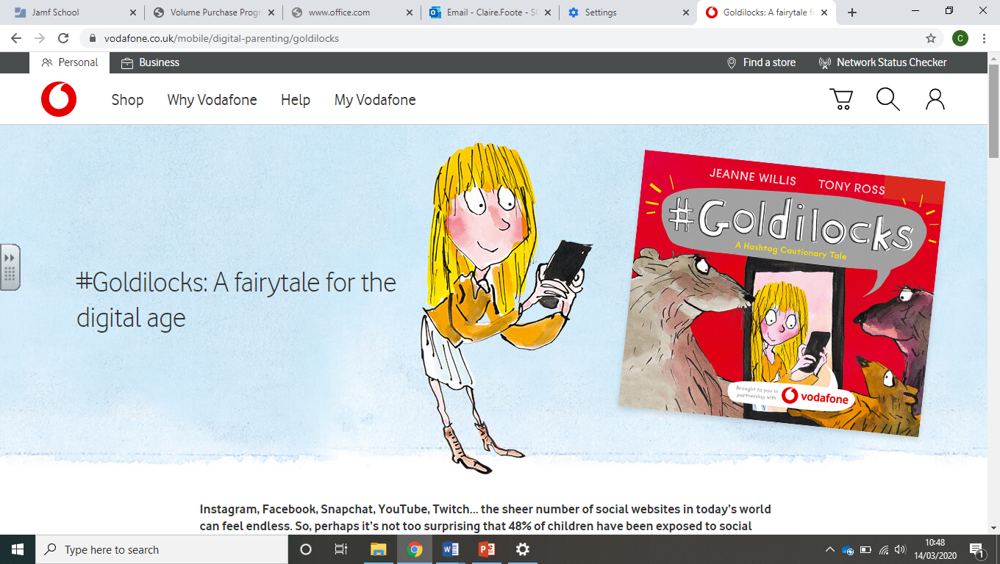 Jamf School
Volume Purchase Prog
www.office.com
Email - Claire.Foote - SC
Settings
Goldilocks: A fairytale f
vodafone.co.uk/mobile/digital-parenting/goldilocks
C
Personal
Business
Find a store
Network Status Checker
Shop
Why Vodafone
Help
My Vodafone
JEANNE WILLIS
TONY ROSS
#Goldilocks
A Hashtag Cautionary Tale
#Goldilocks: A fairytale for the
digital age
Brought to you in
partnership with
vodafone
Instagram, Facebook, Snapchat, YouTube, Twitch... the sheer number of social websites in today's world
can feel endless. So, perhaps it's not too surprising that 48% of children have been exposed to social
Type here to search
10:48
14/03/2020
1